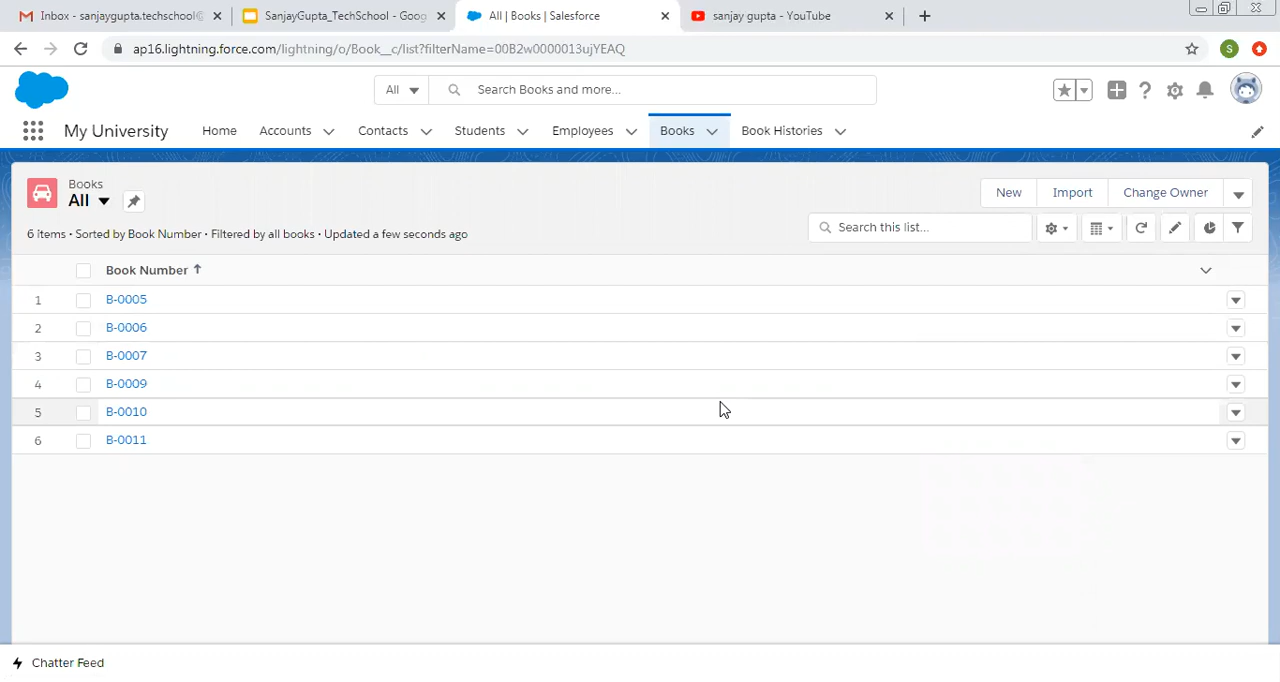 Inbox - sanjaygupta.techschool@
SanjayGupta_TechSchool - Goog
All | Books | Salesforce
sanjay gupta - YouTube
ap16.lightning.force.com/lightning/o/Book__c/list?filterName=00B2w0000013ujYEAQ
S
All
Search Books and more...
My University
Home
Accounts
Contacts
Students
Employees
Books
Book Histories
Books
All
New
Import
Change Owner
6 items • Sorted by Book Number • Filtered by all books • Updated a few seconds ago
Search this list...
Book Number
1 B-0005
2 B-0006
3 B-0007
4 B-0009
5 B-0010
6 B-0011
Chatter Feed